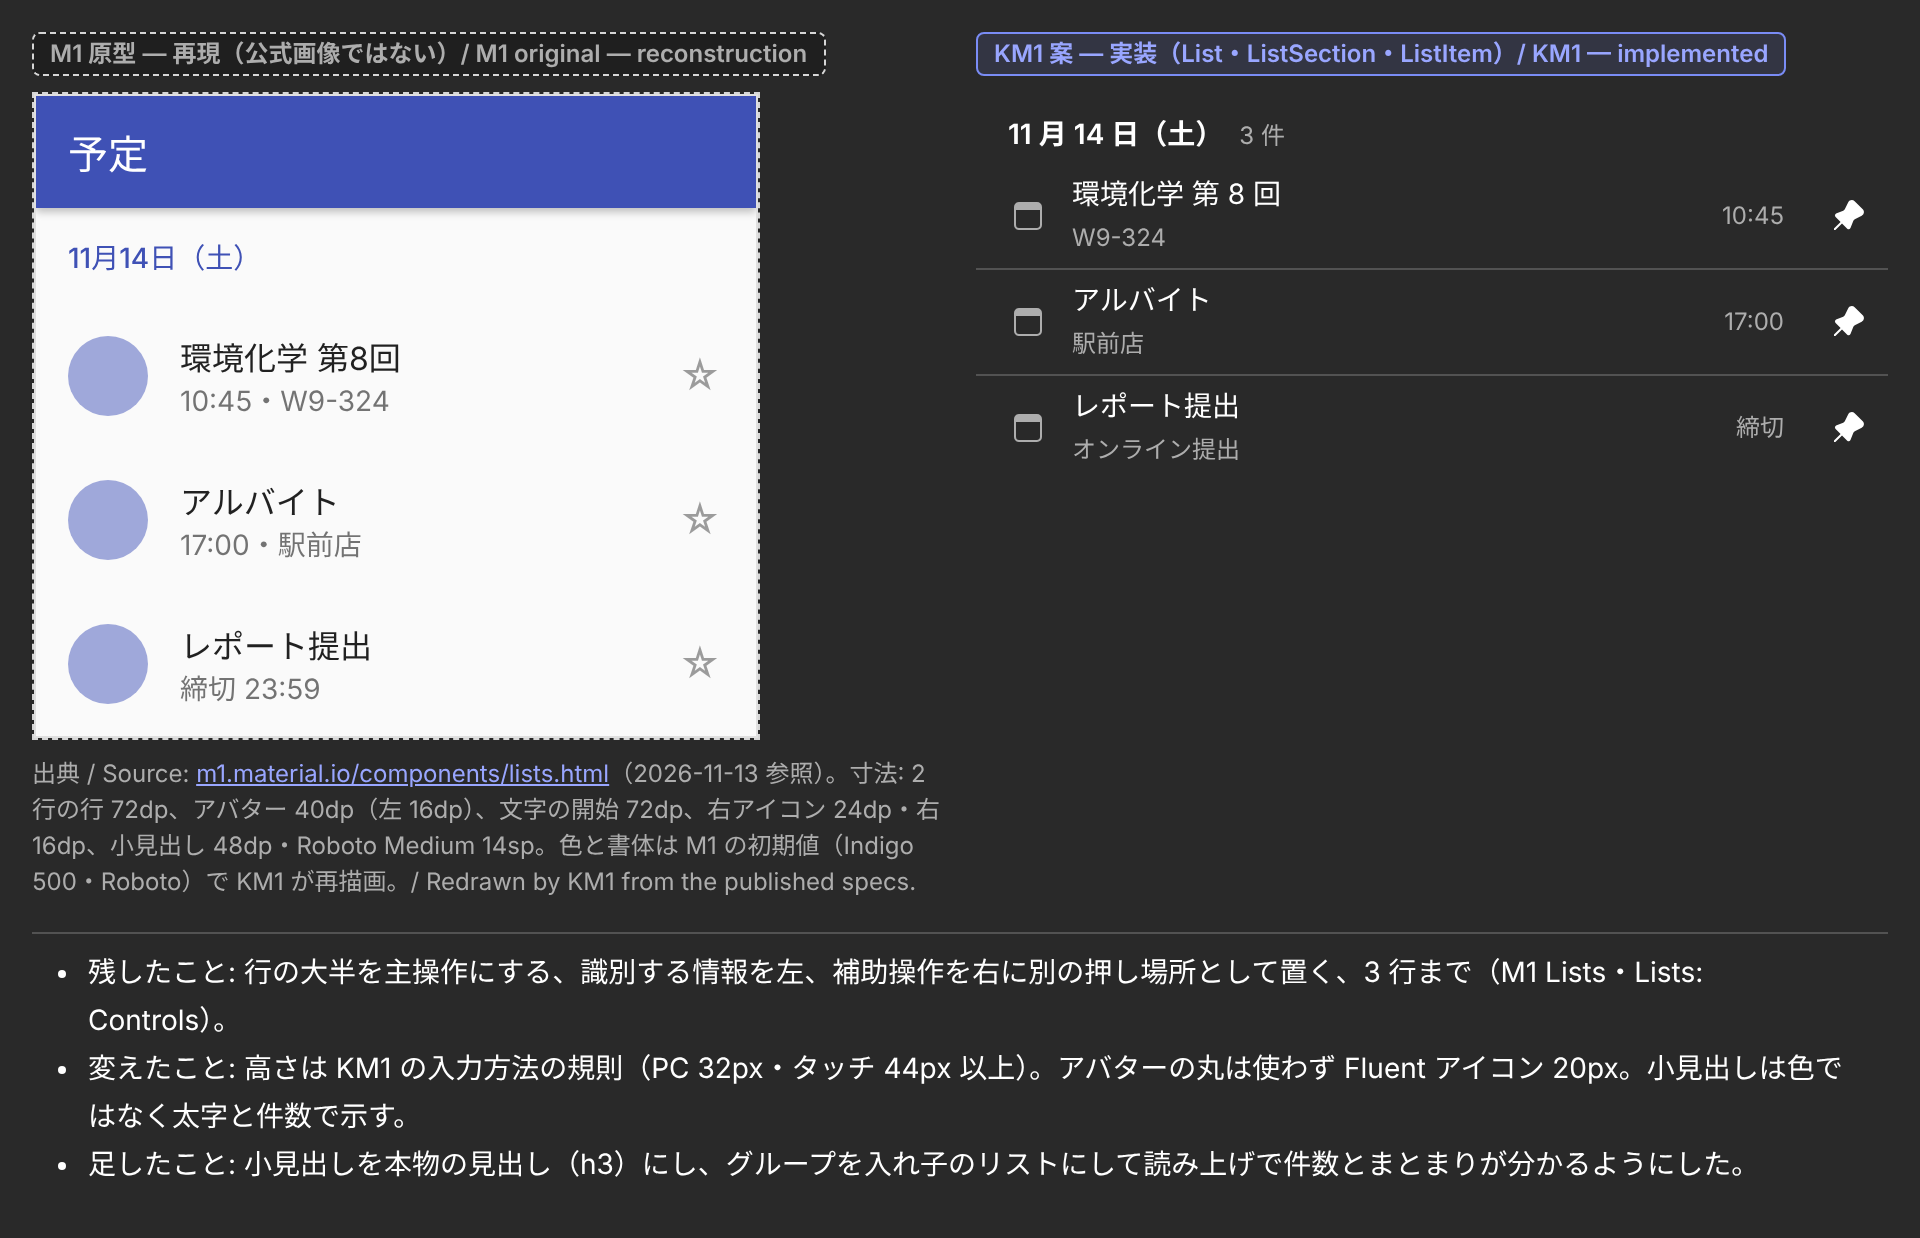 M1 原型 — 再現（公式画像ではない）/ M1 original — reconstruction
予定
11月14日（土）
環境化学 第8回
10:45・W9-324
アルバイト
17:00・駅前店
レポート提出
締切 23:59
出典 / Source: m1.material.io/components/lists.html（2026-11-13 参照）。寸法: 2
行の行 72dp、アバター 40dp（左 16dp）、文字の開始 72dp、右アイコン 24dp・右
16dp、小見出し 48dp・Roboto Medium 14sp。色と書体は M1 の初期値（Indigo
500・Roboto）で KM1 が再描画。/ Redrawn by KM1 from the published specs.
KM1 案 — 実装（List・ListSection・ListItem）/ KM1 — implemented
11 月 14 日（土） 3 件
環境化学 第 8 回
W9-324
10:45
アルバイト
駅前店
17:00
レポート提出
オンライン提出
締切
• 残したこと: 行の大半を主操作にする、識別する情報を左、補助操作を右に別の押し場所として置く、3 行まで（M1 Lists・Lists:
Controls）。
• 変えたこと: 高さは KM1 の入力方法の規則（PC 32px・タッチ 44px 以上）。アバターの丸は使わず Fluent アイコン 20px。小見出しは色で
はなく太字と件数で示す。
• 足したこと: 小見出しを本物の見出し（h3）にし、グループを入れ子のリストにして読み上げで件数とまとまりが分かるようにした。